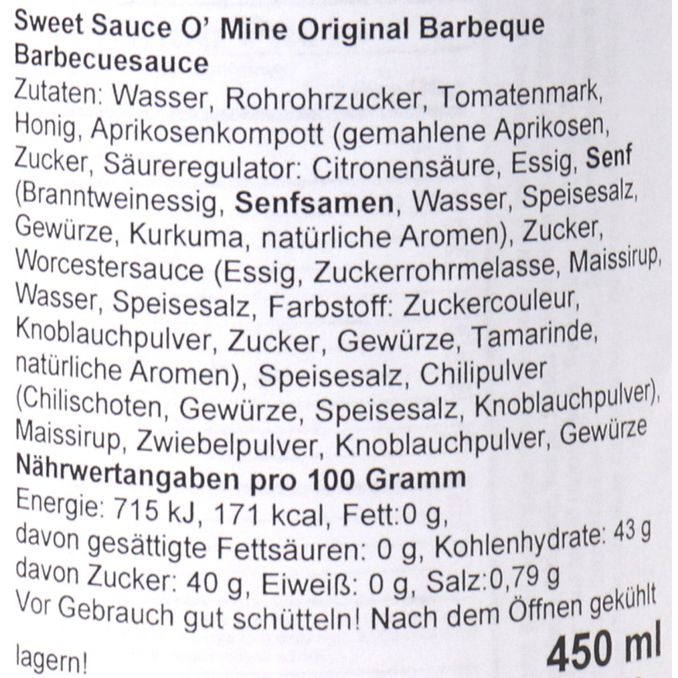 Sweet Sauce O’ Mine Original Barbeque
Barbecuesauce
Zutaten: Wasser, Rohrohrzucker, Tomatenmark,
Honig, Aprikosenkompott (gemahlene Aprikosen,
Zucker, Säureregulator: Citronensäure, Essig, Senf
(Branntweinessig, Senfsamen, Wasser, Speisesalz,
Gewürze, Kurkuma, natürliche Aromen), Zucker,
Worcestersauce (Essig, Zuckerrohrmelasse, Maissirup,
Wasser, Speisesalz, Farbstoff: Zuckercouleur,
Knoblauchpulver, Zucker, Gewürze, Tamarinde,
natürliche Aromen), Speisesalz, Chilipulver
(Chilischoten, Gewürze, Speisesalz, Knoblauchpulver),
Maissirup, Zwiebelpulver, Knoblauchpulver, Gewürze
Nährwertangaben pro 100 Gramm
Energie: 715 kJ, 171 kcal, Fett:0 g,
davon gesättigte Fettsäuren: 0 g, Kohlenhydrate: 43 g
davon Zucker: 40 g, Eiweiß: 0 g, Salz:0,79 g
Vor Gebrauch gut schütteln! Nach dem Öffnen gekühlt
lagern!
450 ml